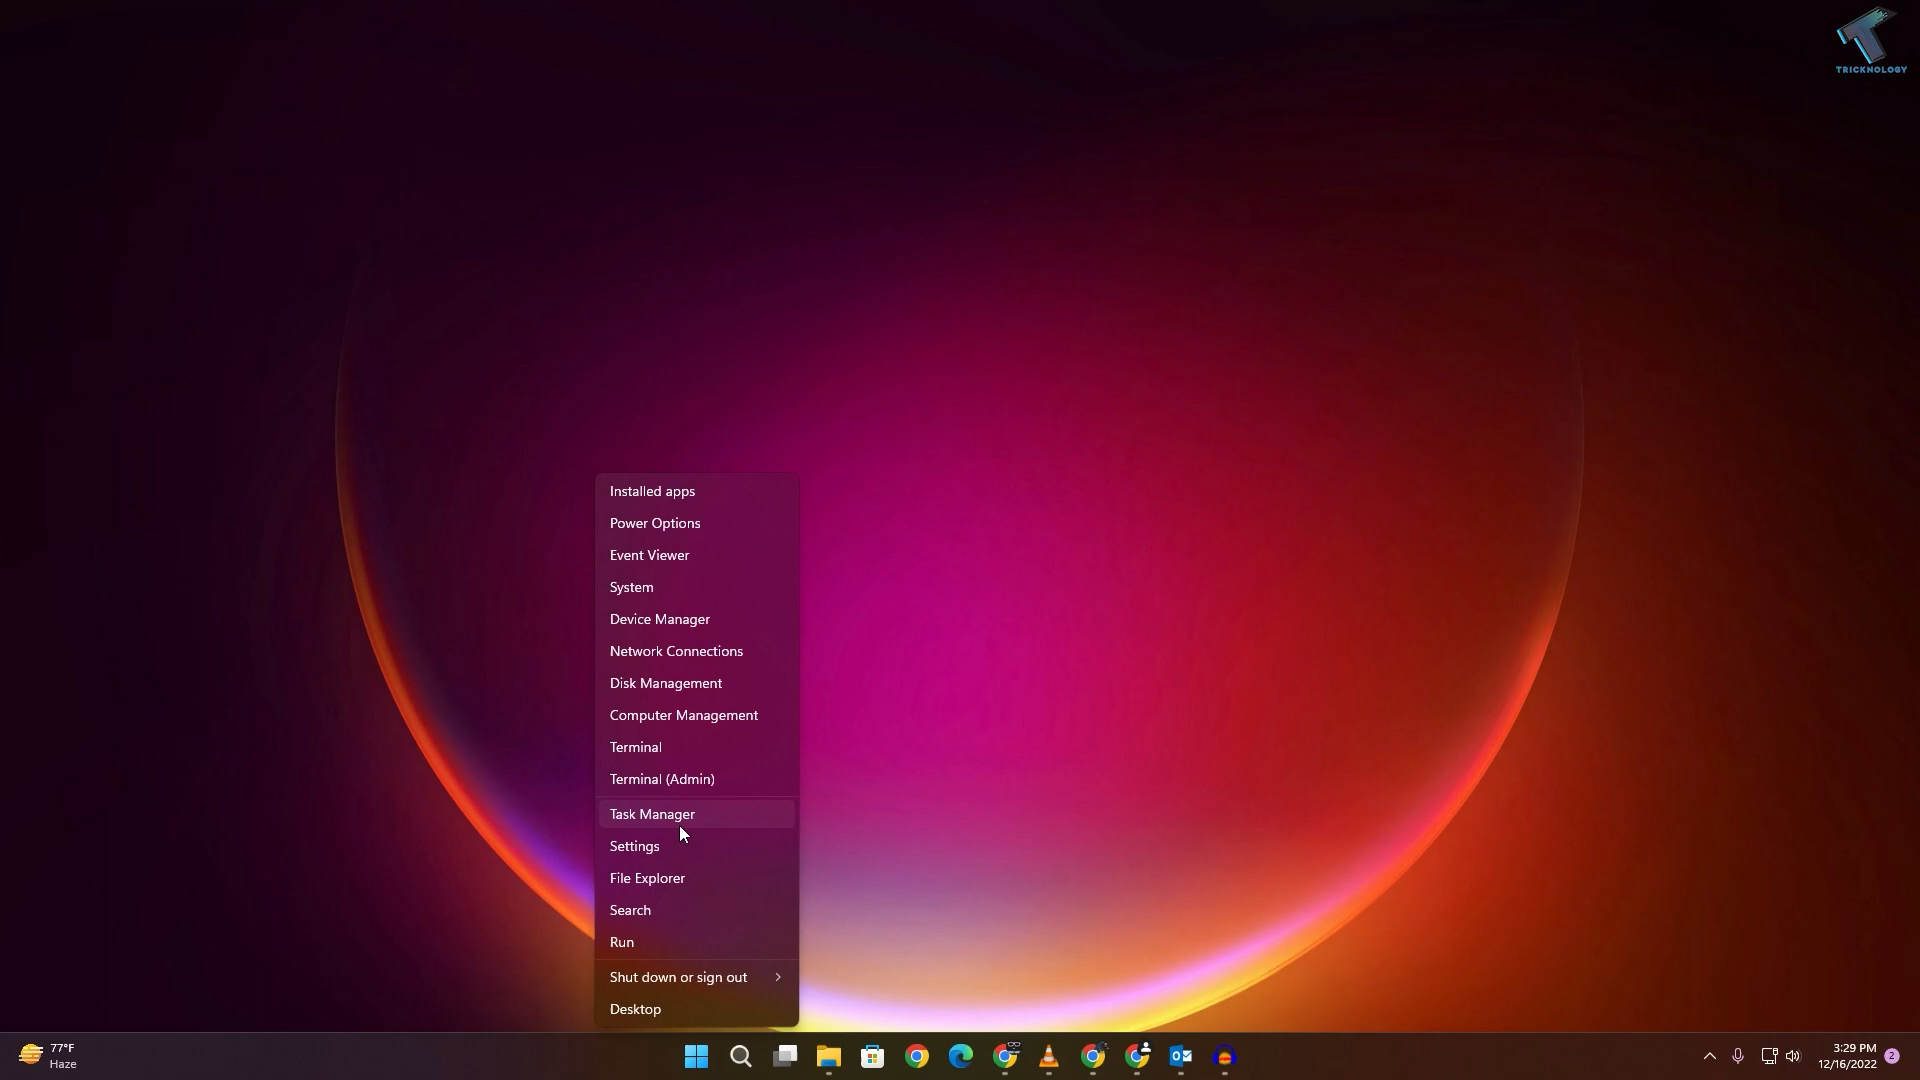 TRICKNOLOGY
Installed apps
Power Options
Event Viewer
System
Device Manager
Network Connections
Disk Management
Computer Management
Terminal
Terminal (Admin)
Task Manager
Settings
File Explorer
Search
Run
Shut down or sign out
Desktop
77°F
Haze
3:29 PM
12/16/2022
2